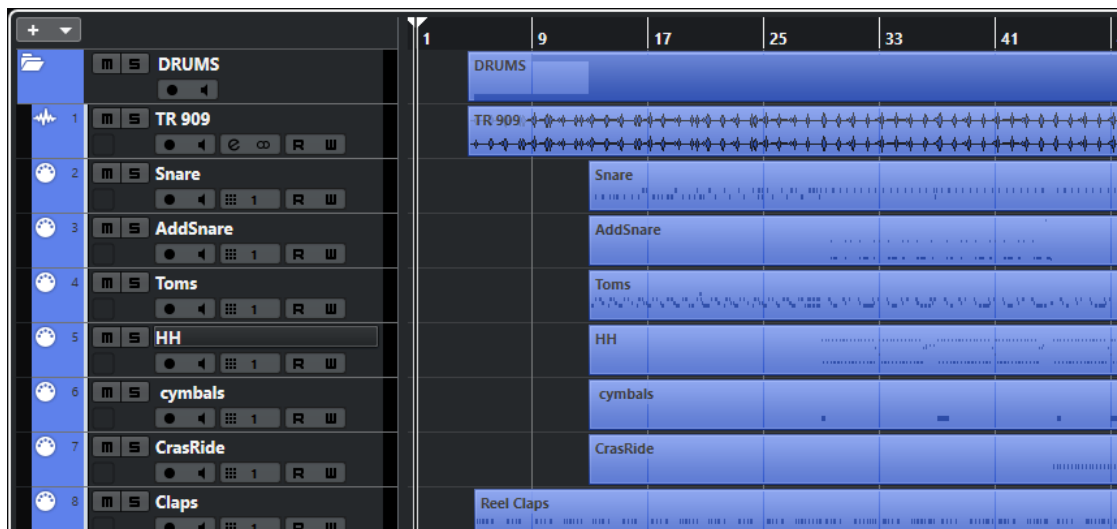 +
1 9 17 25 33 41
m S DRUMS DRUMS
1 m S TR 909 TR 909
e R W
2 m S Snare Snare
1 R W
3 m S AddSnare AddSnare
1 R W
4 m S Toms Toms
1 R W
5 m S HH HH
1 R W
6 m S cymbals cymbals
1 R W
7 m S CrasRide CrasRide
1 R W
8 m S Claps Reel Claps
1 R W